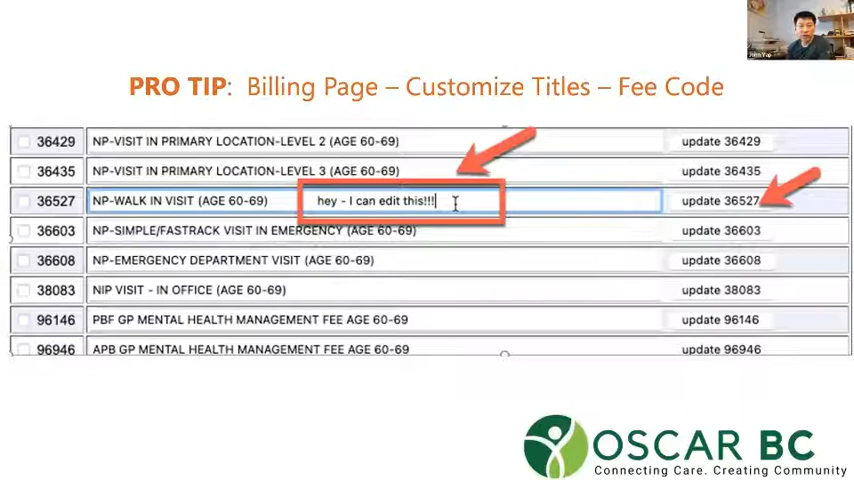 PRO TIP: Billing Page – Customize Titles – Fee Code
36429 NP-VISIT IN PRIMARY LOCATION-LEVEL 2 (AGE 60-69) update 36429
36435 NP-VISIT IN PRIMARY LOCATION-LEVEL 3 (AGE 60-69) update 36435
36527 NP-WALK IN VISIT (AGE 60-69) hey - I can edit this!!! update 36527
36603 NP-SIMPLE/FASTRACK VISIT IN EMERGENCY (AGE 60-69) update 36603
36608 NP-EMERGENCY DEPARTMENT VISIT (AGE 60-69) update 36608
38083 NIP VISIT - IN OFFICE (AGE 60-69) update 38083
96146 PBF GP MENTAL HEALTH MANAGEMENT FEE AGE 60-69 update 96146
96946 APB GP MENTAL HEALTH MANAGEMENT FEE AGE 60-69 update 96946
OSCAR BC
Connecting Care. Creating Community